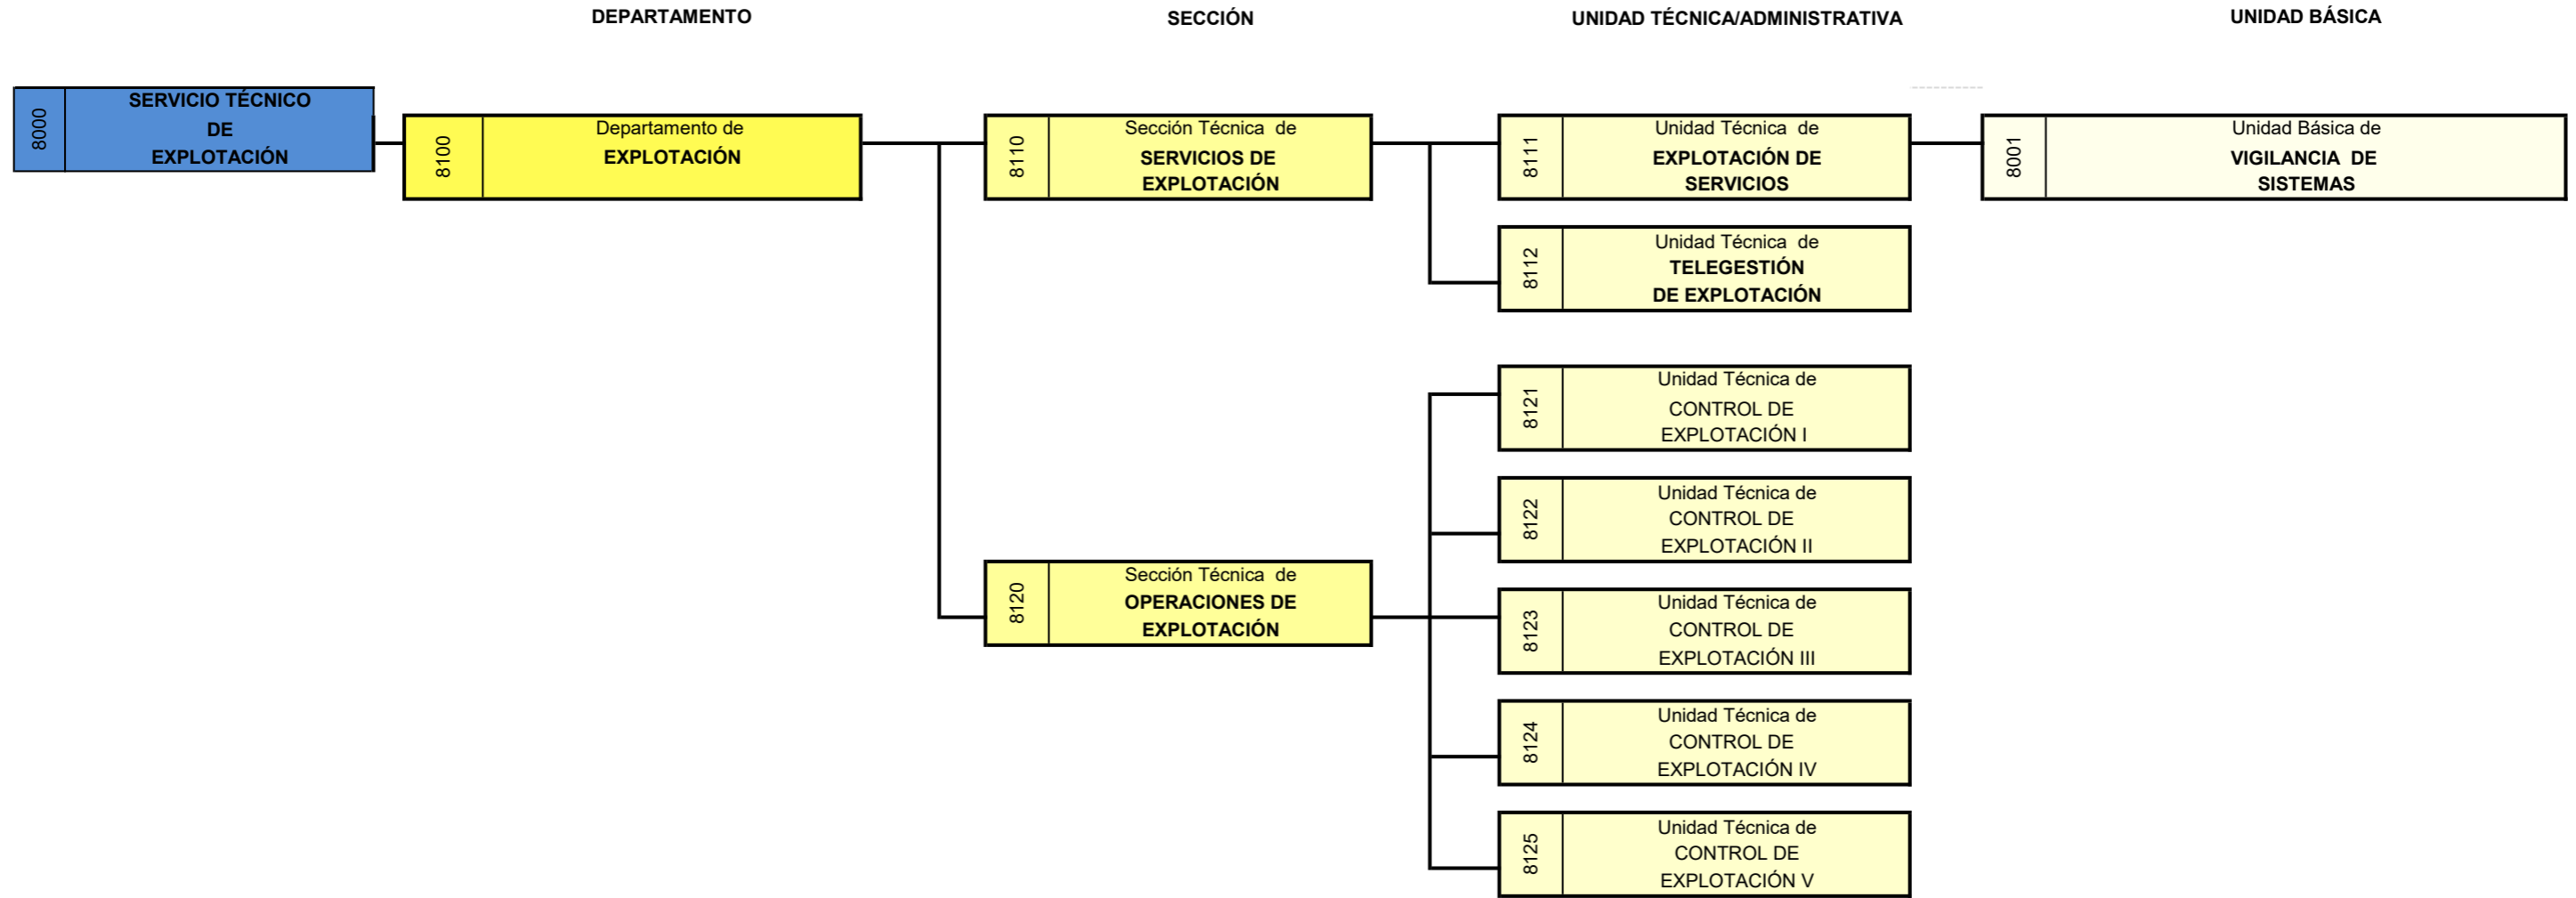 DEPARTAMENTO
SECCIÓN
UNIDAD TÉCNICA/ADMINISTRATIVA
UNIDAD BÁSICA
8000
SERVICIO TÉCNICO
DE
EXPLOTACIÓN
8100
Departamento de
EXPLOTACIÓN
8110
Sección Técnica de
SERVICIOS DE
EXPLOTACIÓN
8111
Unidad Técnica de
EXPLOTACIÓN DE
SERVICIOS
8001
Unidad Básica de
VIGILANCIA DE
SISTEMAS
8112
Unidad Técnica de
TELEGESTIÓN
DE EXPLOTACIÓN
8120
Sección Técnica de
OPERACIONES DE
EXPLOTACIÓN
8121
Unidad Técnica de
CONTROL DE
EXPLOTACIÓN I
8122
Unidad Técnica de
CONTROL DE
EXPLOTACIÓN II
8123
Unidad Técnica de
CONTROL DE
EXPLOTACIÓN III
8124
Unidad Técnica de
CONTROL DE
EXPLOTACIÓN IV
8125
Unidad Técnica de
CONTROL DE
EXPLOTACIÓN V